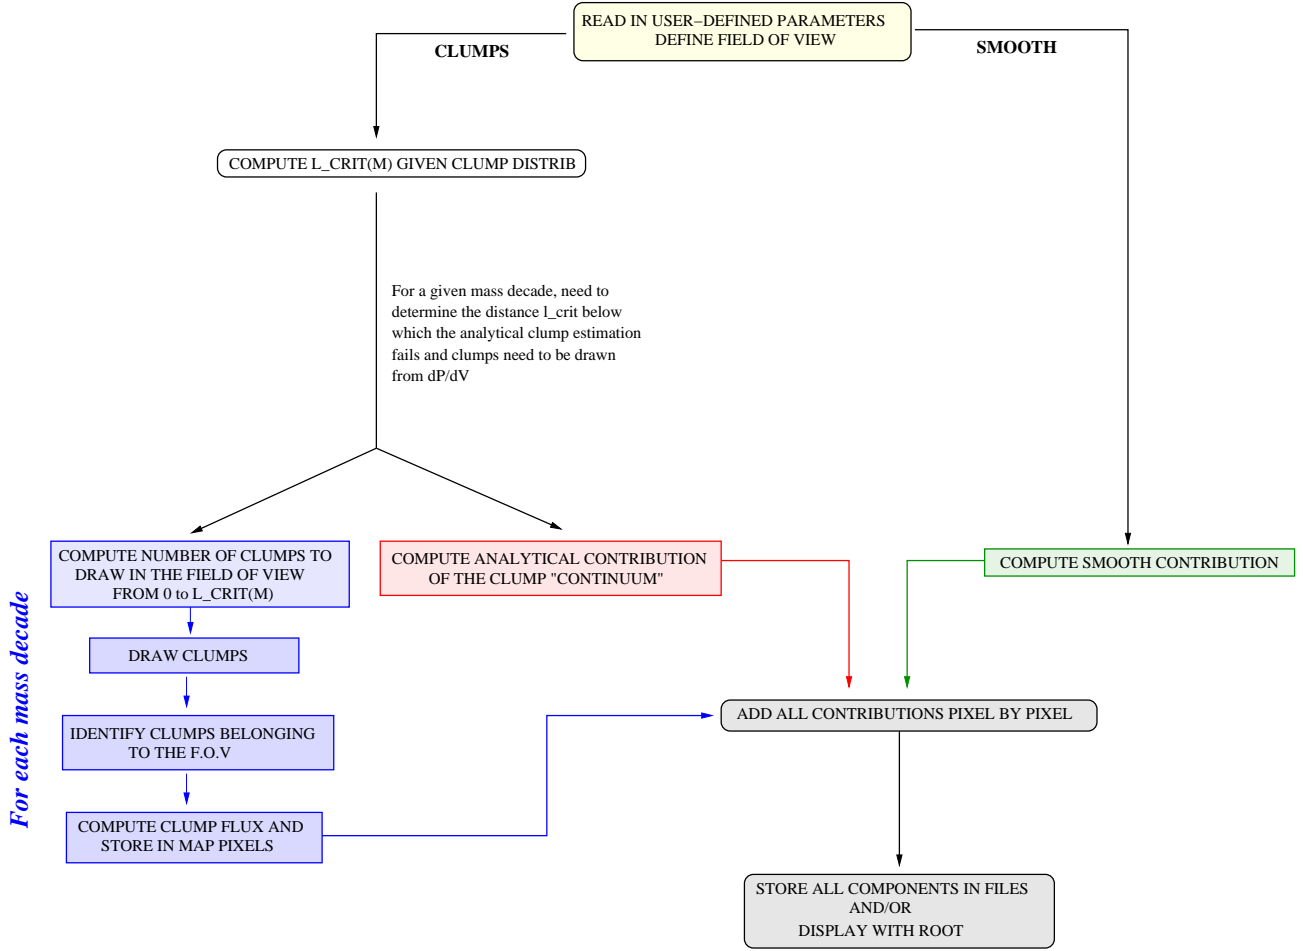 READ IN USER−DEFINED PARAMETERS
DEFINE FIELD OF VIEW
CLUMPS
SMOOTH
COMPUTE L_CRIT(M) GIVEN CLUMP DISTRIB
For a given mass decade, need to
determine the distance l_crit below
which the analytical clump estimation
fails and clumps need to be drawn
from dP/dV
COMPUTE NUMBER OF CLUMPS TO
DRAW IN THE FIELD OF VIEW
FROM 0 to L_CRIT(M)
COMPUTE ANALYTICAL CONTRIBUTION
OF THE CLUMP "CONTINUUM"
COMPUTE SMOOTH CONTRIBUTION
For each mass decade
DRAW CLUMPS
IDENTIFY CLUMPS BELONGING
TO THE F.O.V
COMPUTE CLUMP FLUX AND
STORE IN MAP PIXELS
ADD ALL CONTRIBUTIONS PIXEL BY PIXEL
STORE ALL COMPONENTS IN FILES
AND/OR
DISPLAY WITH ROOT